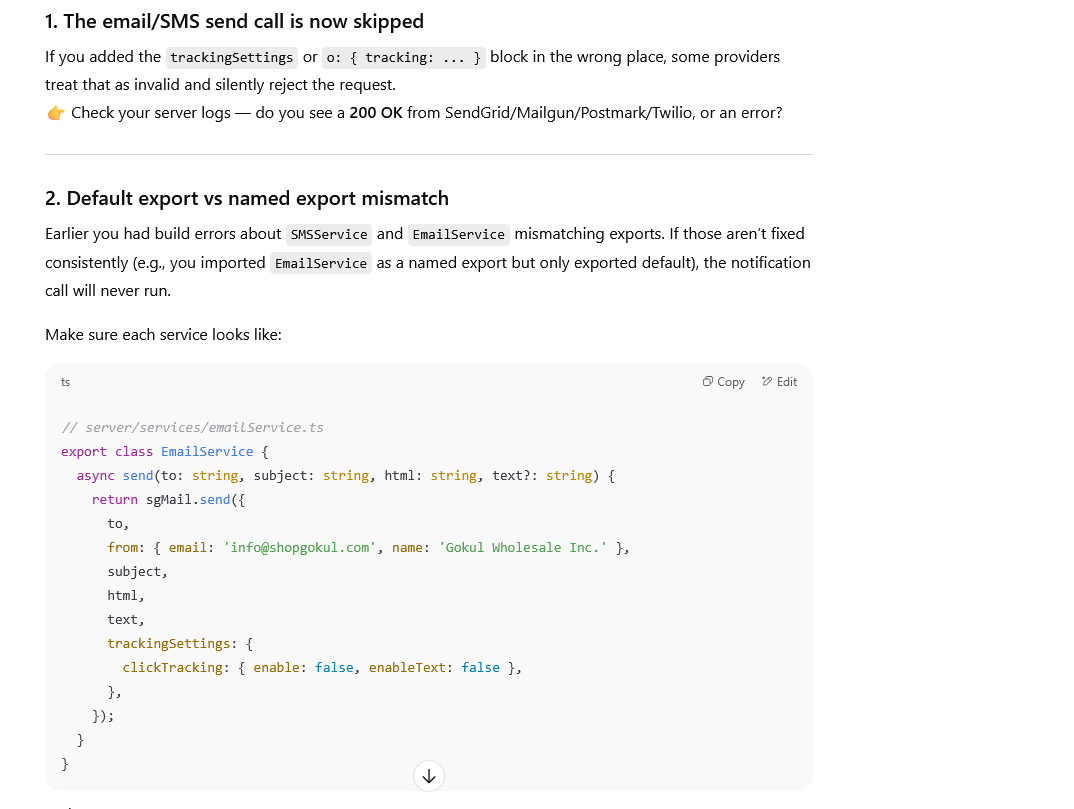 1. The email/SMS send call is now skipped
If you added the trackingSettings or o: { tracking: ... } block in the wrong place, some providers
treat that as invalid and silently reject the request.
👉 Check your server logs — do you see a 200 OK from SendGrid/Mailgun/Postmark/Twilio, or an error?
2. Default export vs named export mismatch
Earlier you had build errors about SMSService and EmailService mismatching exports. If those aren't fixed
consistently (e.g., you imported EmailService as a named export but only exported default), the notification
call will never run.
Make sure each service looks like:
ts
Copy
Edit
// server/services/emailService.ts
export class EmailService {
  async send(to: string, subject: string, html: string, text?: string) {
    return sgMail.send({
      to,
      from: { email: 'info@shopgokul.com', name: 'Gokul Wholesale Inc.' },
      subject,
      html,
      text,
      trackingSettings: {
        clickTracking: { enable: false, enableText: false },
      },
    });
  }
}